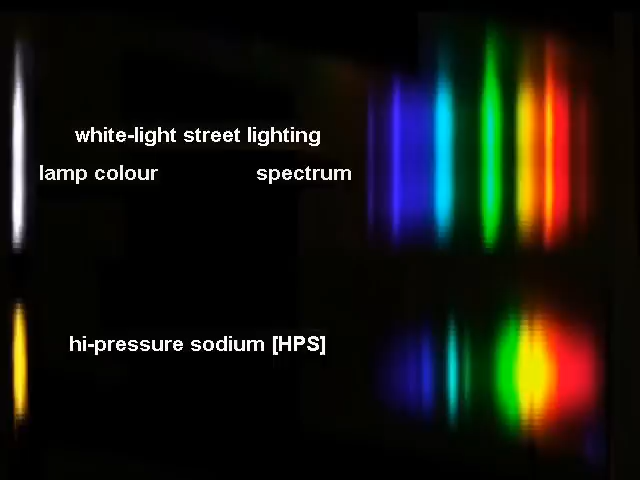 white-light street lighting
lamp colour spectrum
hi-pressure sodium [HPS]